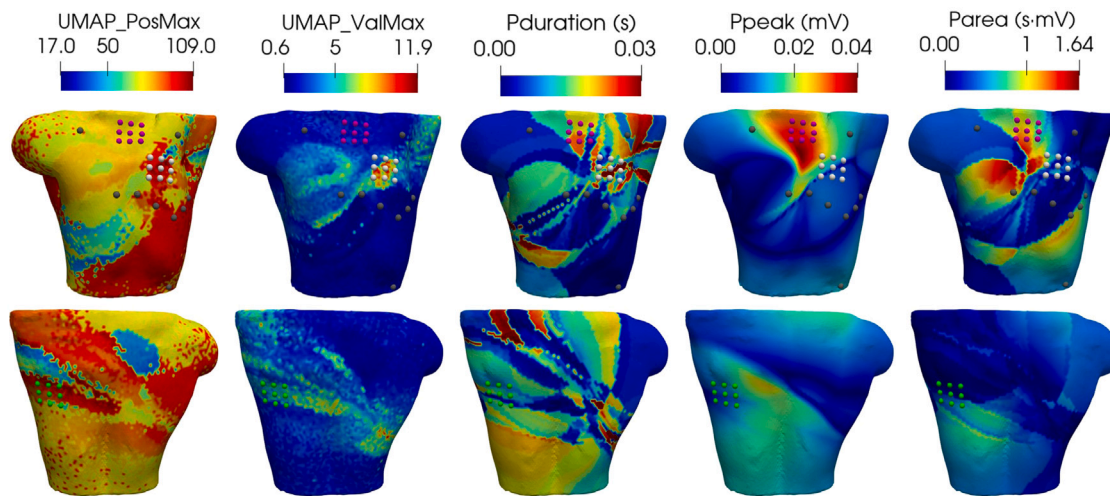 UMAP_PosMax UMAP_ValMax Pduration (s) Ppeak (mV) Parea (s·mV)
17.0 50 109.0 0.6 5 11.9 0.00 0.03 0.00 0.02 0.04 0.00 1 1.64